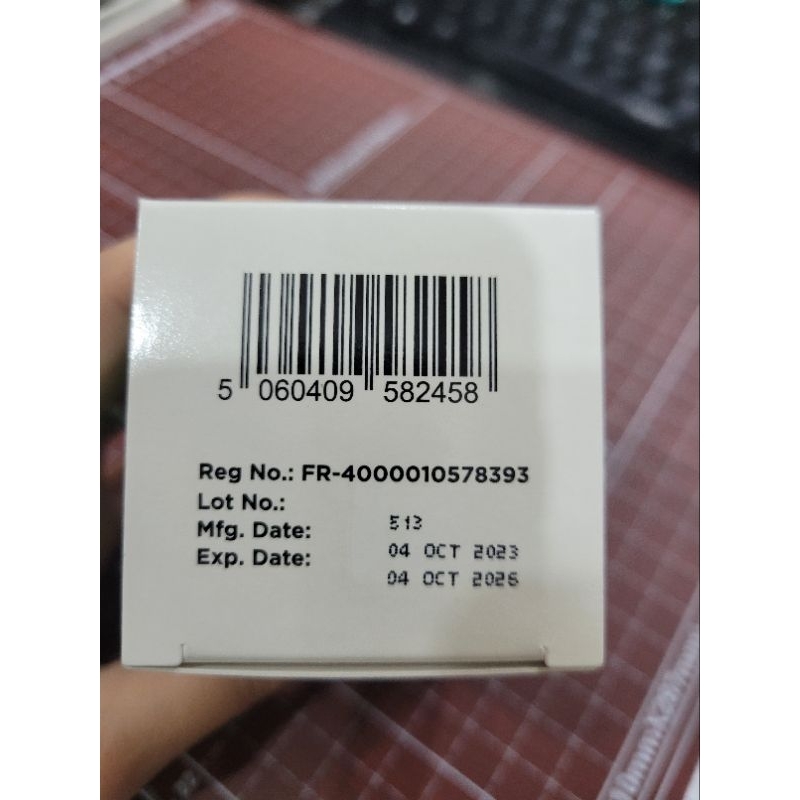 5 060409 582458
Reg No.: FR-4000010578393
Lot No.:
513
Mfg. Date:
04 OCT 2023
Exp. Date:
04 OCT 2026